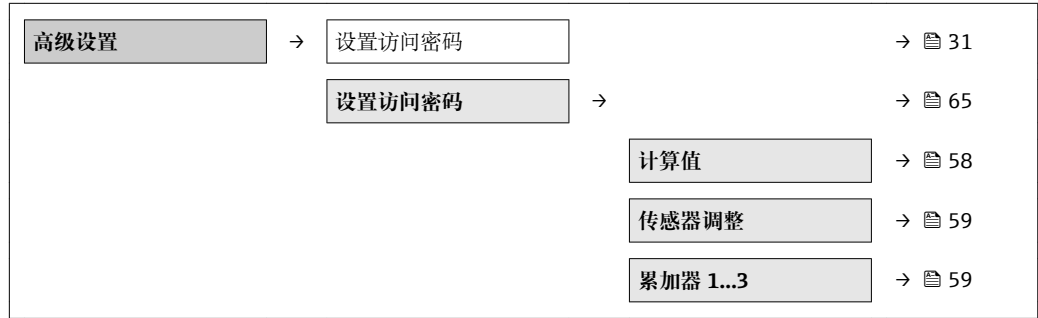 高级设置 → 设置访问密码 → 31
设置访问密码 → → 65
计算值 → 58
传感器调整 → 59
累加器 1...3 → 59